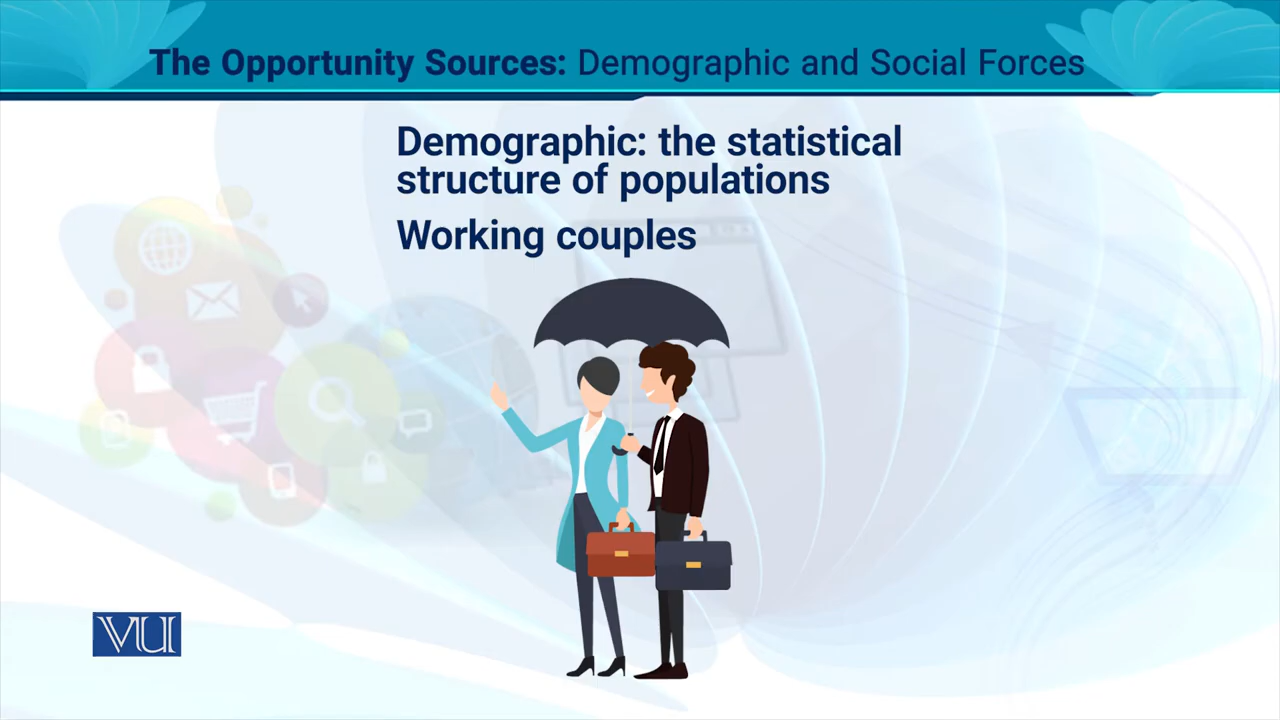 The Opportunity Sources: Demographic and Social Forces
Demographic: the statistical
structure of populations
Working couples
VU